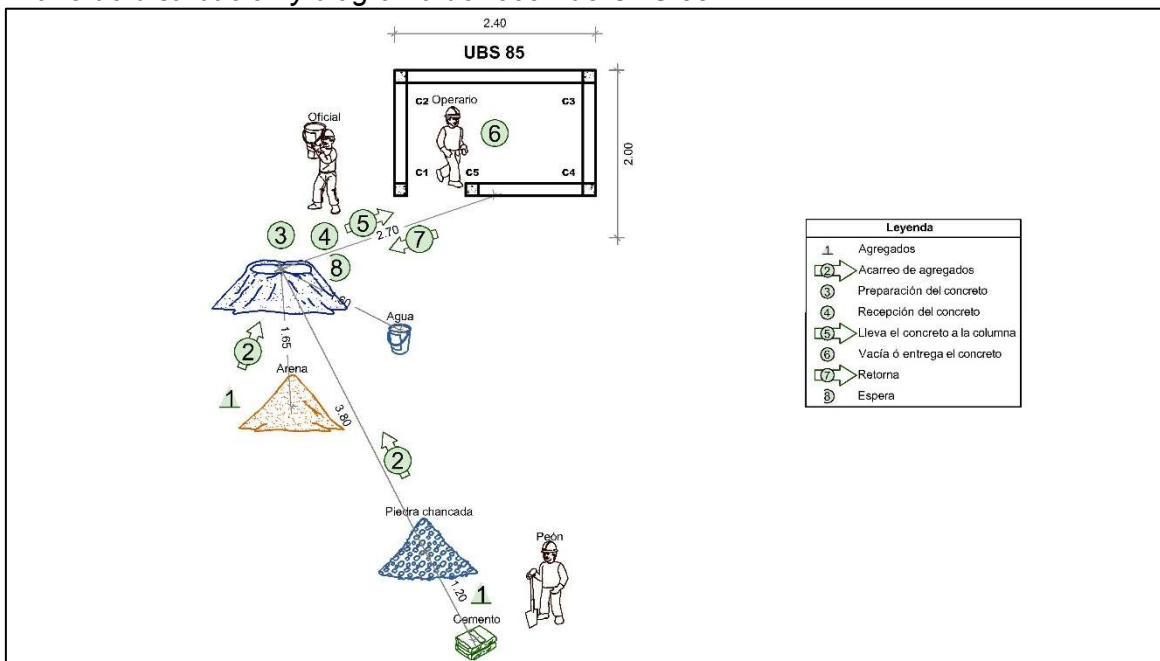 2.40
UBS 85
C2 Operario
C3
Oficial
6
2.00
C1
C5
C4
3
4
5
2.70
7
8
1.60
Agua
1.65
2
Arena
1
3.80
2
Piedra chancada
Peón
1.20
1
Cemento
Leyenda
1 Agregados
2 Acarreo de agregados
3 Preparación del concreto
4 Recepción del concreto
5 Lleva el concreto a la columna
6 Vacía ó entrega el concreto
7 Retorna
8 Espera